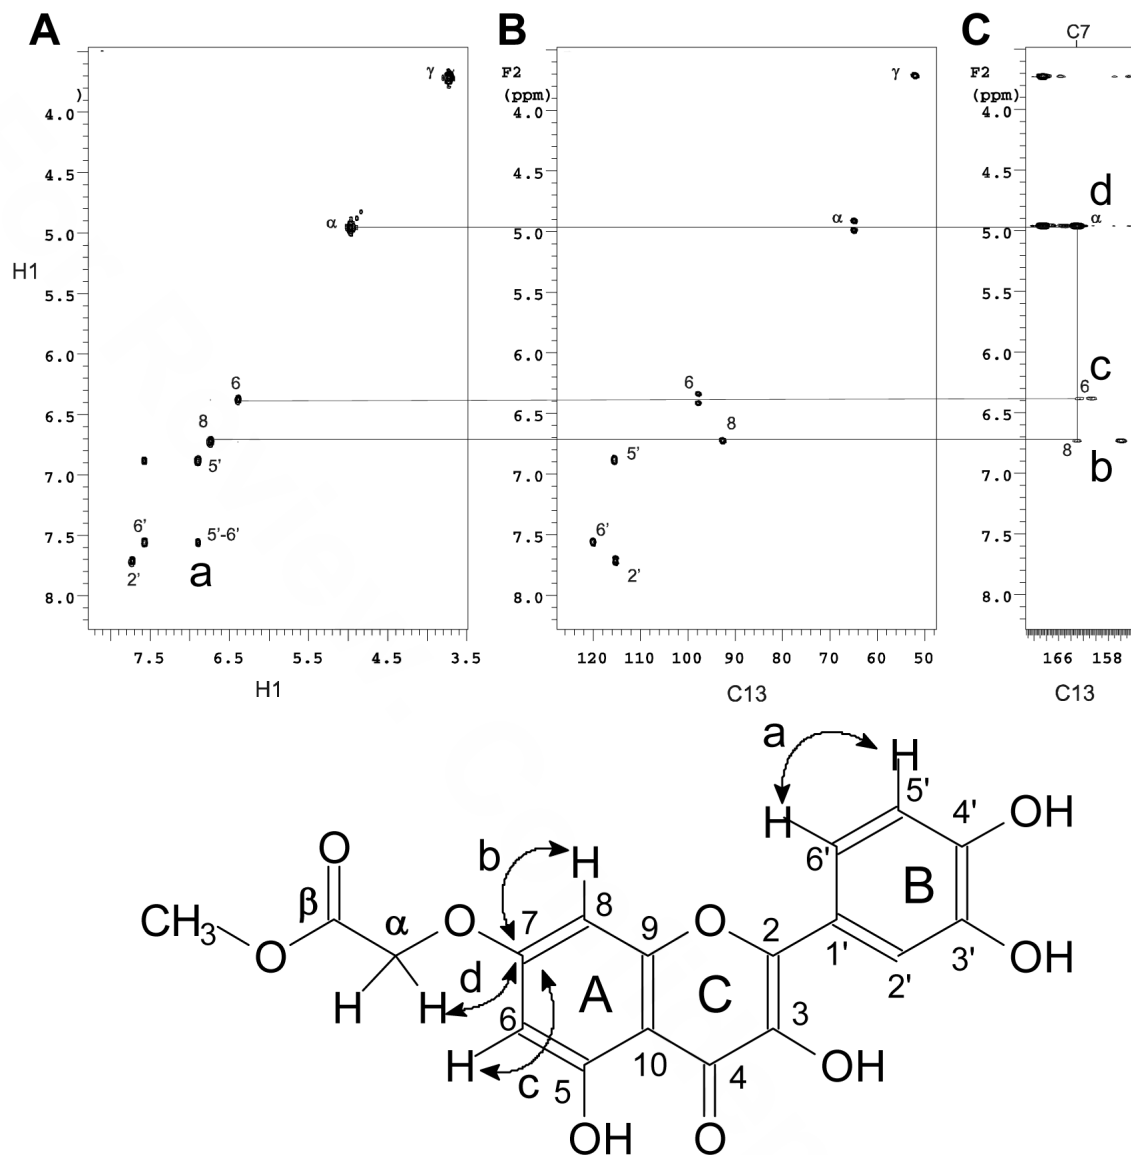 A
B
C
C7
F2
(ppm)
F2
(ppm)
)
γ
γ
4.0
4.5
5.0
5.5
6.0
6.5
7.0
7.5
8.0
H1
α
6
8
5'
6'
5'-6'
2'
a
7.5 6.5 5.5 4.5 3.5
H1
4.0
4.5
5.0
5.5
6.0
6.5
7.0
7.5
8.0
α
6
8
5'
6'
2'
120 110 100 90 80 70 60 50
C13
4.0
4.5
5.0
5.5
6.0
6.5
7.0
7.5
8.0
d
α
c
6
8
b
166 158
C13
a
H
H
5'
4'
OH
6'
B
O
b
H
8
β
α
O
7
9
O
2
1'
3'
OH
CH3
O
2'
d
A
C
H
H
6
3
H
c
5
10
4
OH
OH
O